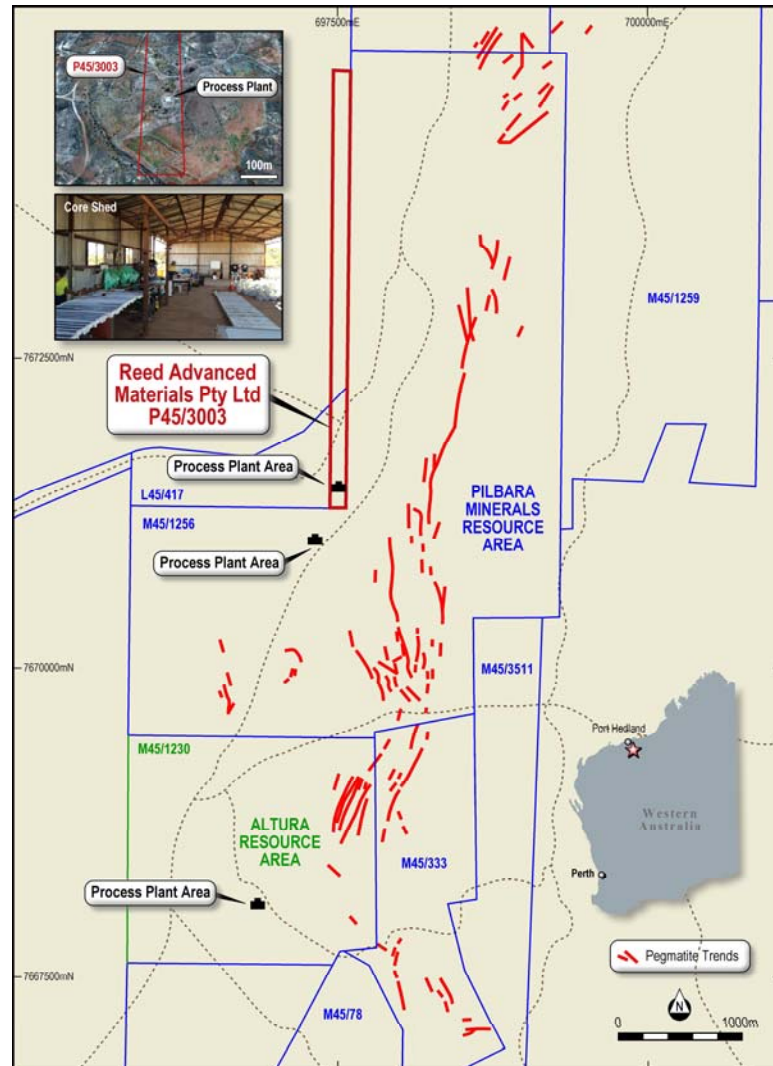 697500mE
700000mE
P45/3003
Process Plant
100m
Core Shed
M45/1259
7672500mN
Reed Advanced
Materials Pty Ltd
P45/3003
Process Plant Area
L45/417
M45/1256
PILBARA
MINERALS
RESOURCE
AREA
Process Plant Area
7670000mN
M45/3511
M45/1230
Port Hedland
ALTURA
RESOURCE
AREA
Western
Australia
M45/333
Process Plant Area
Perth
Pegmatite Trends
7667500mN
M45/78
N
0
1000m